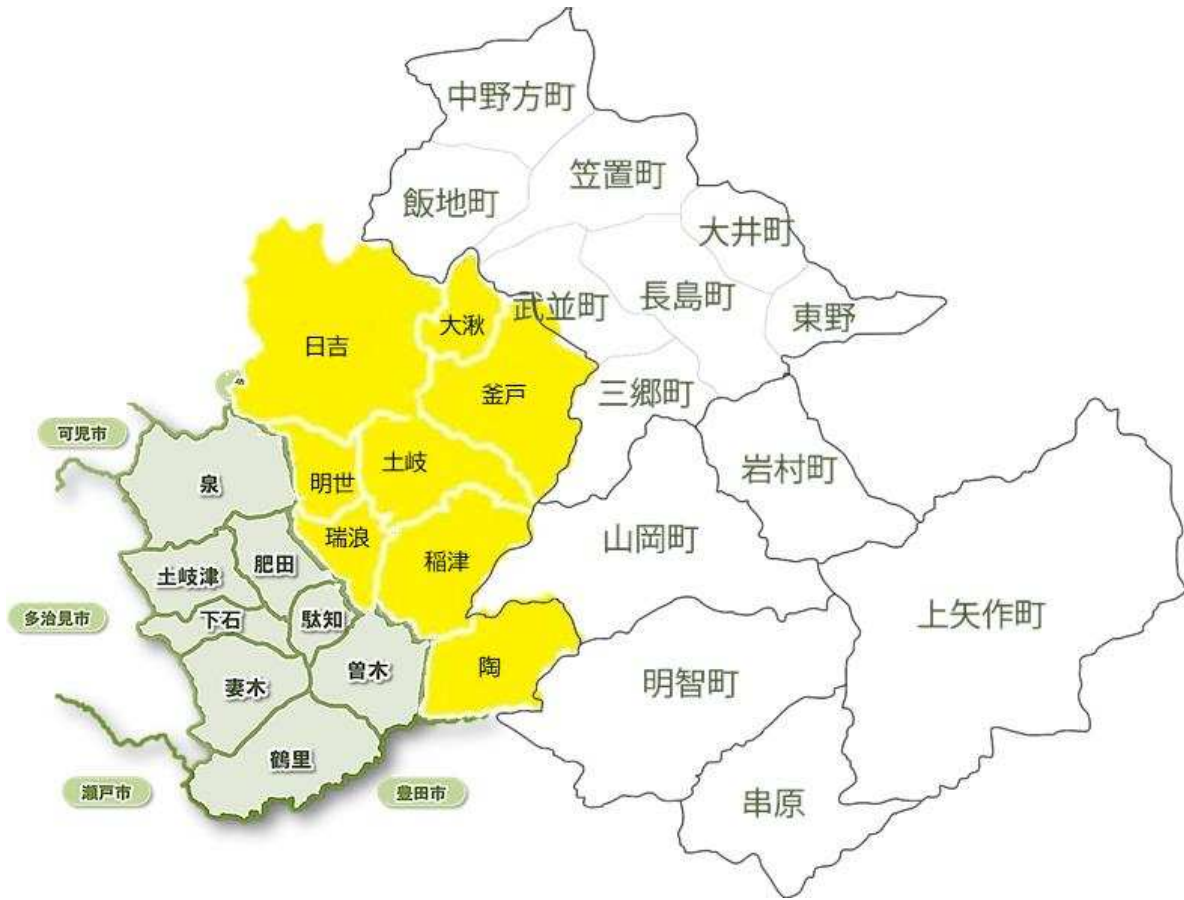 中野方町
笠置町
飯地町
大井町
長島町
武並町
東野
大湫
日吉
釜戸
三郷町
可児市
岩村町
土岐
泉
明世
瑞浪
山岡町
稲津
肥田
土岐津
多治見市
下石
駄知
上矢作町
陶
曽木
妻木
明智町
鶴里
瀬戸市
豊田市
串原